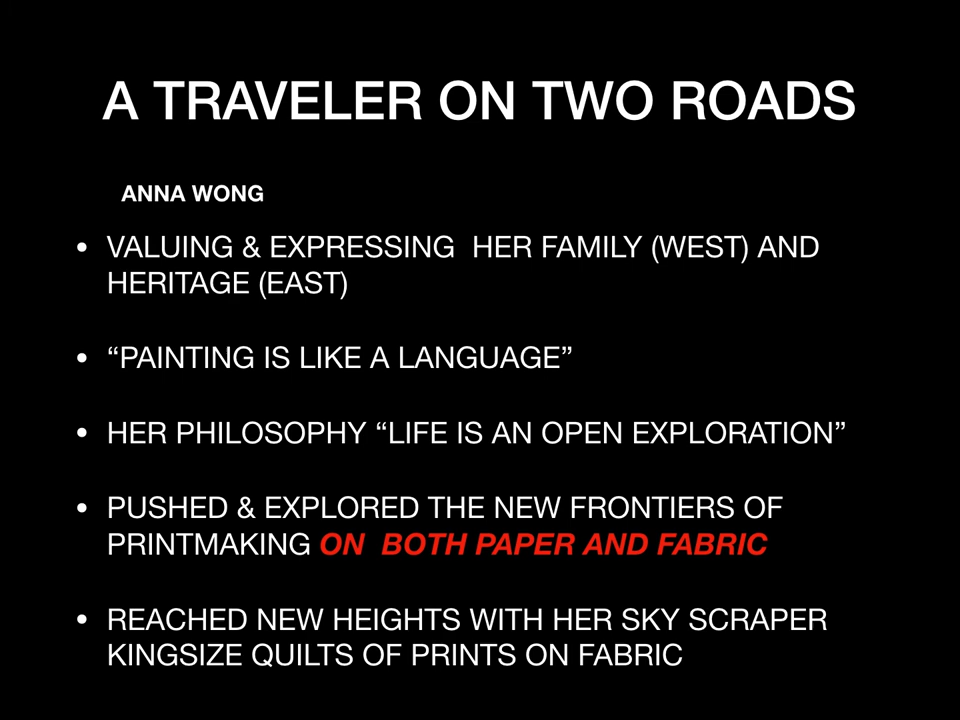 A TRAVELER ON TWO ROADS
ANNA WONG
• VALUING & EXPRESSING  HER FAMILY (WEST) AND
HERITAGE (EAST)
• “PAINTING IS LIKE A LANGUAGE”
• HER PHILOSOPHY “LIFE IS AN OPEN EXPLORATION”
• PUSHED & EXPLORED THE NEW FRONTIERS OF
PRINTMAKING ON  BOTH PAPER AND FABRIC
• REACHED NEW HEIGHTS WITH HER SKY SCRAPER
KINGSIZE QUILTS OF PRINTS ON FABRIC